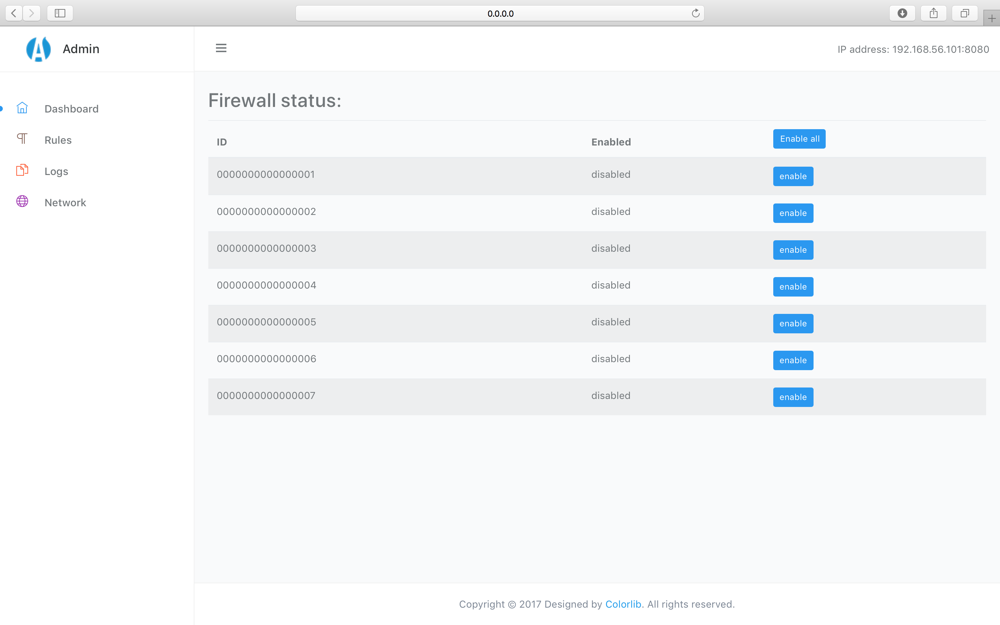 0.0.0.0
Admin
IP address: 192.168.56.101:8080
Dashboard
Rules
Logs
Network
Firewall status:
ID Enabled Enable all
0000000000000001 disabled enable
0000000000000002 disabled enable
0000000000000003 disabled enable
0000000000000004 disabled enable
0000000000000005 disabled enable
0000000000000006 disabled enable
0000000000000007 disabled enable
Copyright © 2017 Designed by Colorlib. All rights reserved.